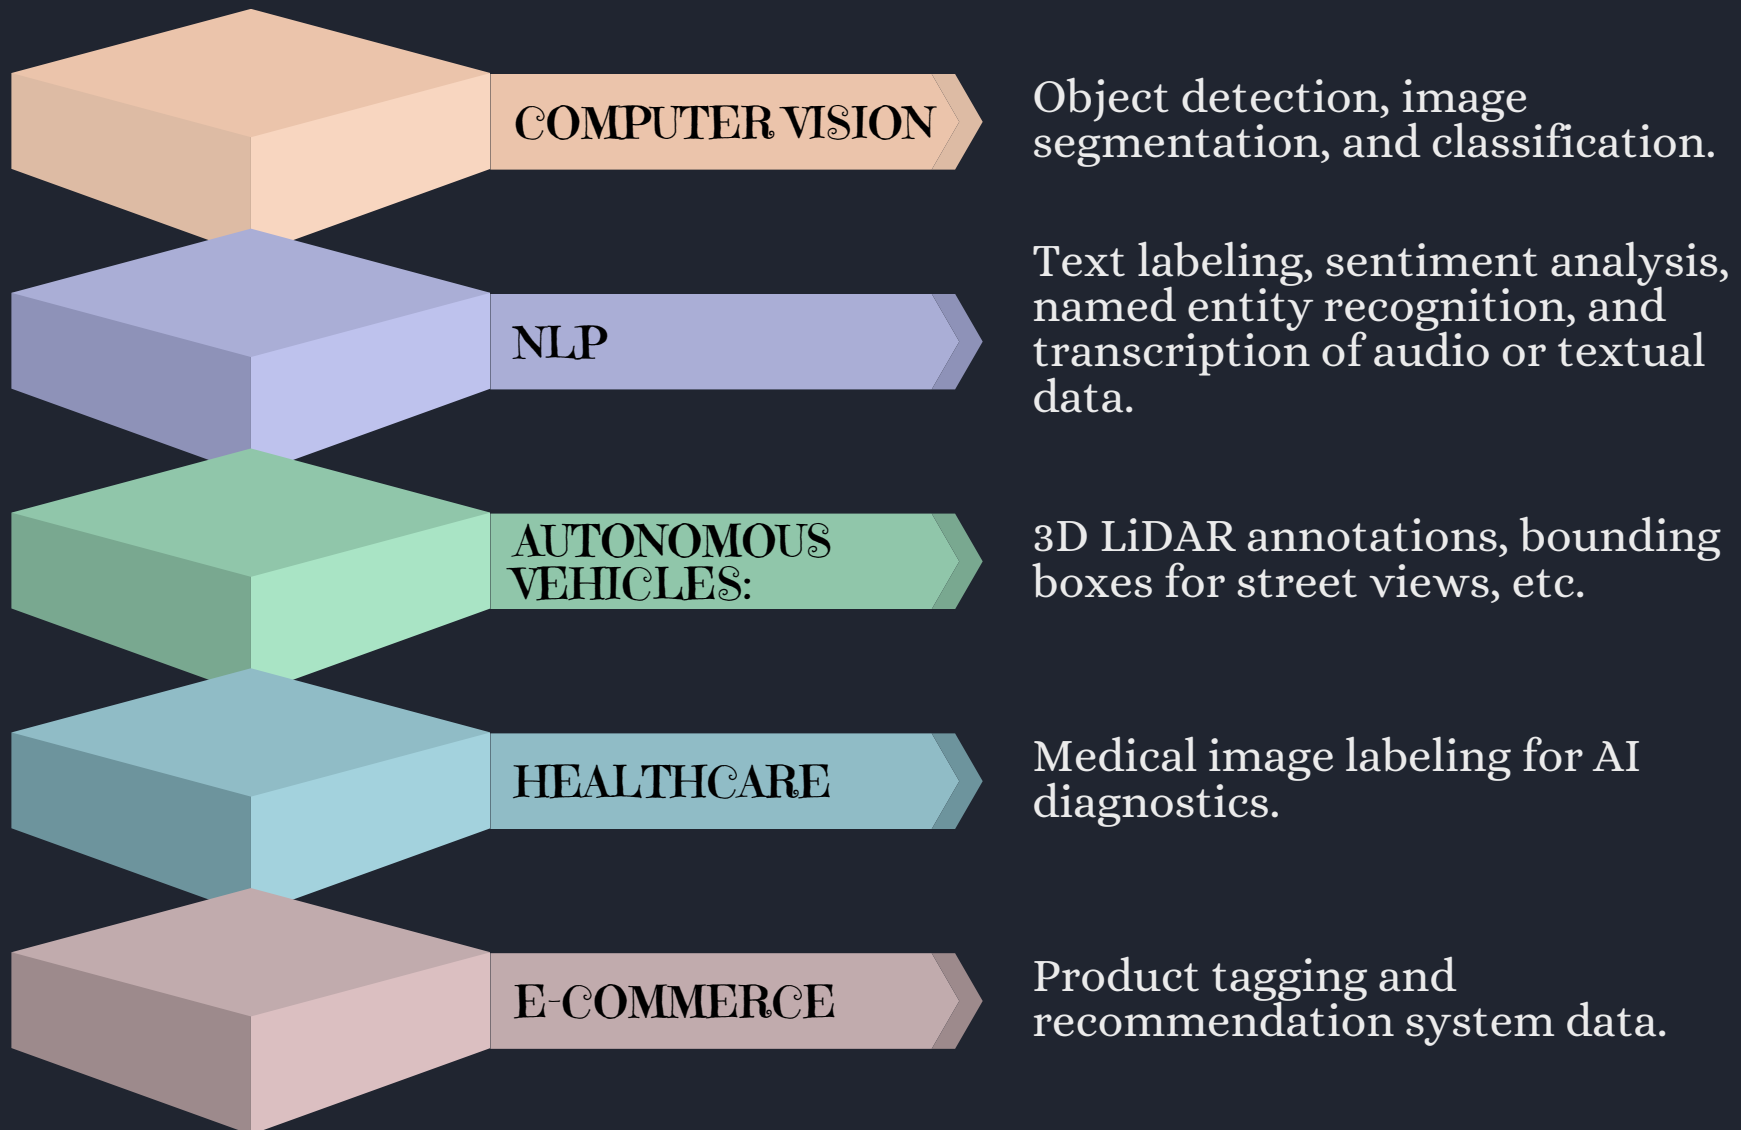 COMPUTER VISION
Object detection, image
segmentation, and classification.
NLP
Text labeling, sentiment analysis,
named entity recognition, and
transcription of audio or textual
data.
AUTONOMOUS
VEHICLES:
3D LiDAR annotations, bounding
boxes for street views, etc.
HEALTHCARE
Medical image labeling for AI
diagnostics.
E-COMMERCE
Product tagging and
recommendation system data.